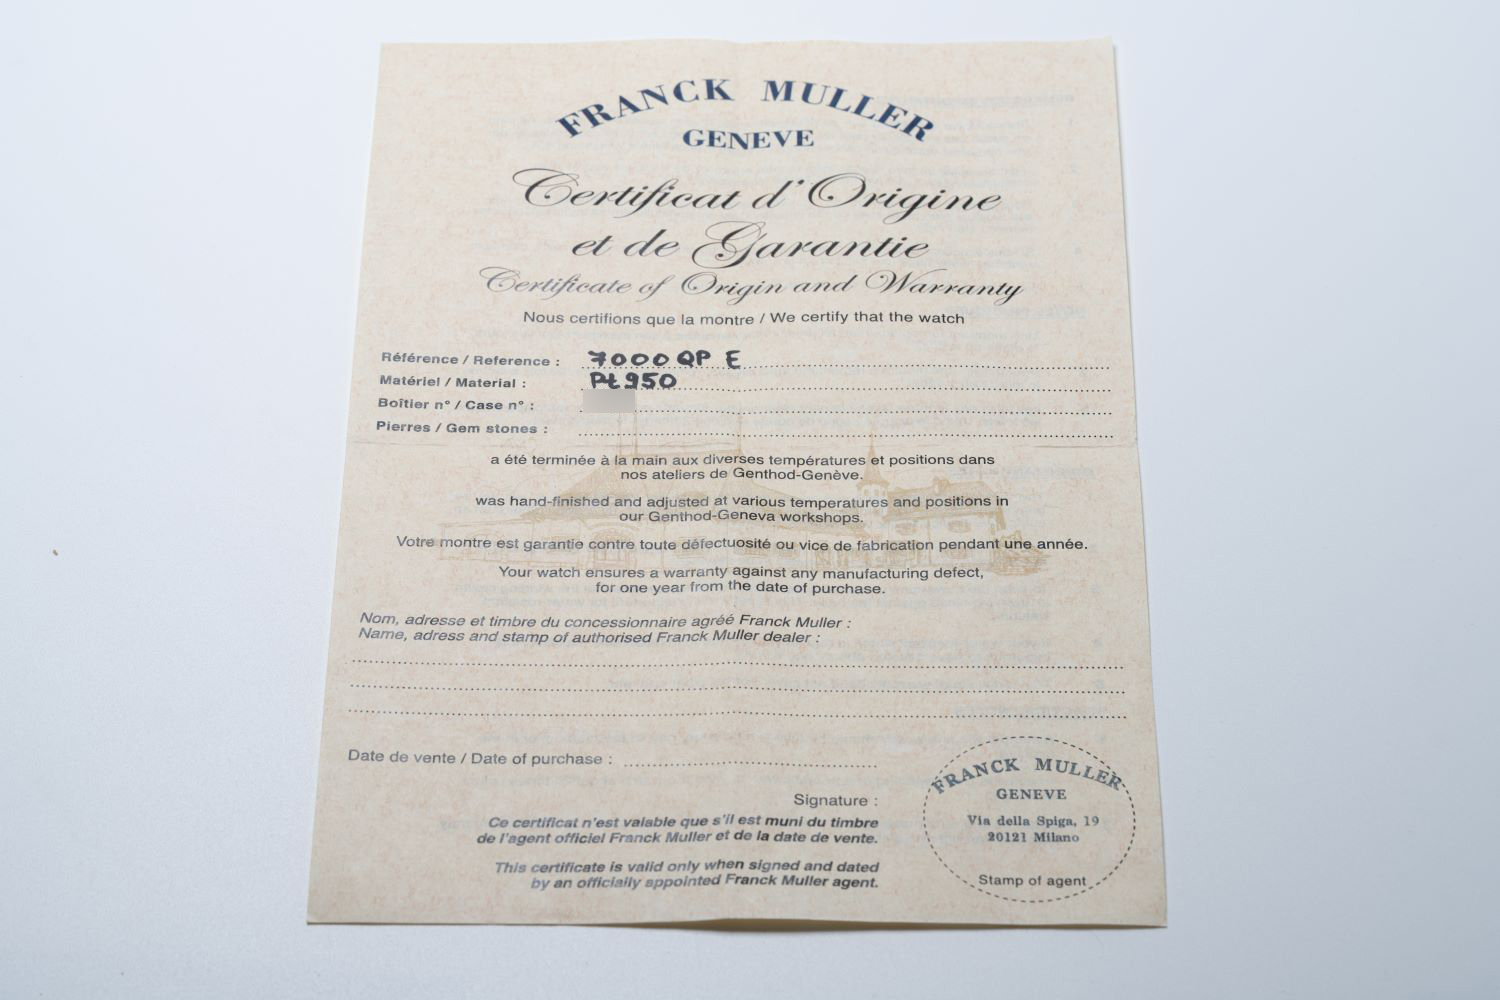 FRANCK MULLER
GENEVE
Certificat d'Origine
et de Garantie
Certificate of Origin and Warranty
Nous certifions que la montre / We certify that the watch
Référence / Reference : 7000 QP E
Matériel / Material : Pt 950
Boîtier n° / Case n° :
Pierres / Gem stones :
a été terminée à la main aux diverses températures et positions dans
nos ateliers de Genthod-Genève.
was hand-finished and adjusted at various temperatures and positions in
our Genthod-Geneva workshops.
Votre montre est garantie contre toute défectuosité ou vice de fabrication pendant une année.
Your watch ensures a warranty against any manufacturing defect,
for one year from the date of purchase.
Nom, adresse et timbre du concessionnaire agréé Franck Muller :
Name, adress and stamp of authorised Franck Muller dealer :
Date de vente / Date of purchase :
Signature :
Ce certificat n'est valable que s'il est muni du timbre
de l'agent officiel Franck Muller et de la date de vente.
This certificate is valid only when signed and dated
by an officially appointed Franck Muller agent.
FRANCK MULLER
GENEVE
Via della Spiga, 19
20121 Milano
Stamp of agent